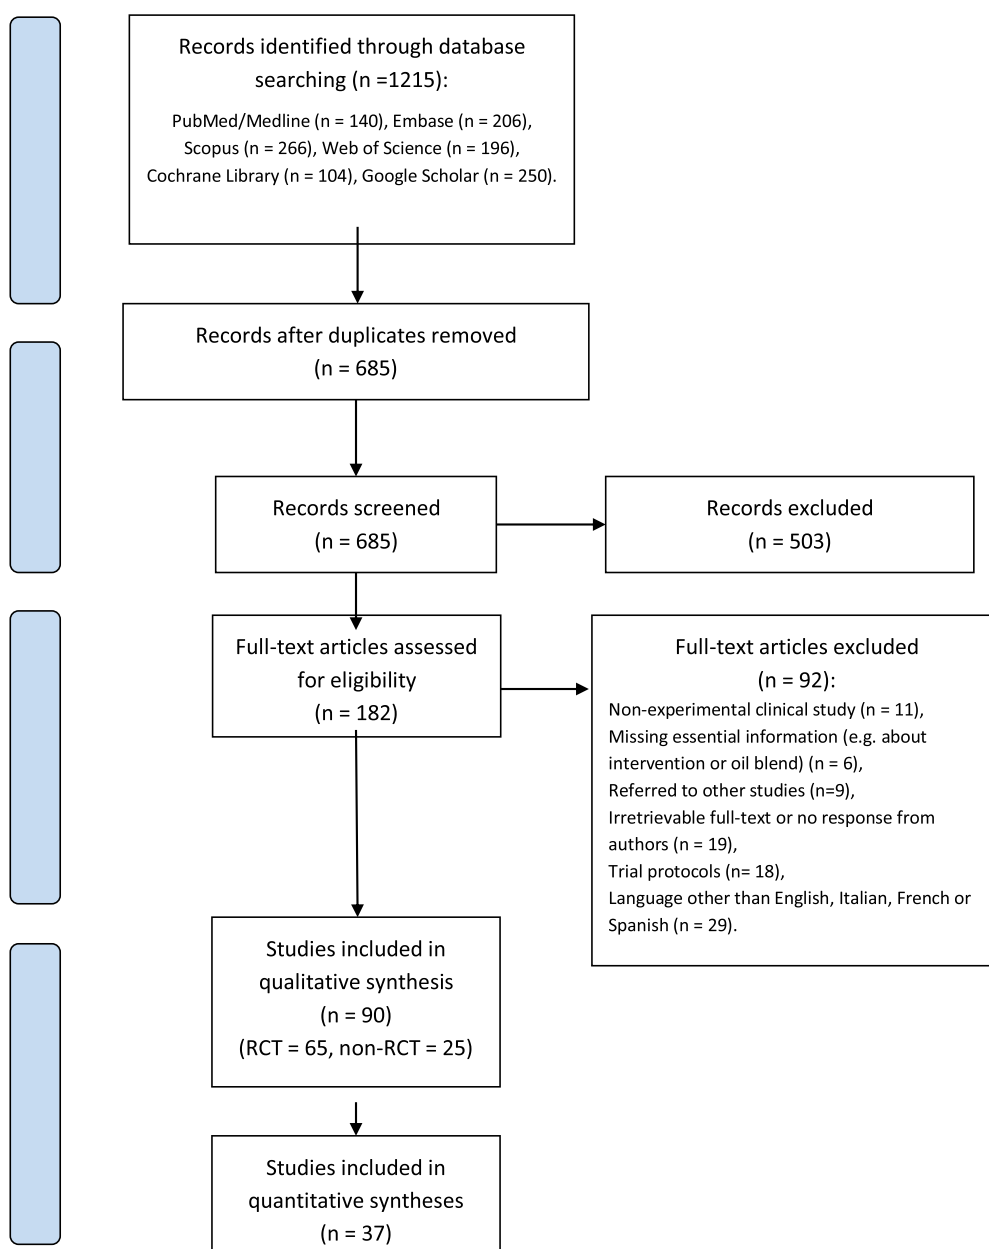 Records identified through database
searching (n =1215):
PubMed/Medline (n = 140), Embase (n = 206),
Scopus (n = 266), Web of Science (n = 196),
Cochrane Library (n = 104), Google Scholar (n = 250).
Records after duplicates removed
(n = 685)
Records screened
(n = 685)
Records excluded
(n = 503)
Full-text articles assessed
for eligibility
(n = 182)
Full-text articles excluded
(n = 92):
Non-experimental clinical study (n = 11),
Missing essential information (e.g. about
intervention or oil blend) (n = 6),
Referred to other studies (n=9),
Irretrievable full-text or no response from
authors (n = 19),
Trial protocols (n= 18),
Language other than English, Italian, French or
Spanish (n = 29).
Studies included in
qualitative synthesis
(n = 90)
(RCT = 65, non-RCT = 25)
Studies included in
quantitative syntheses
(n = 37)